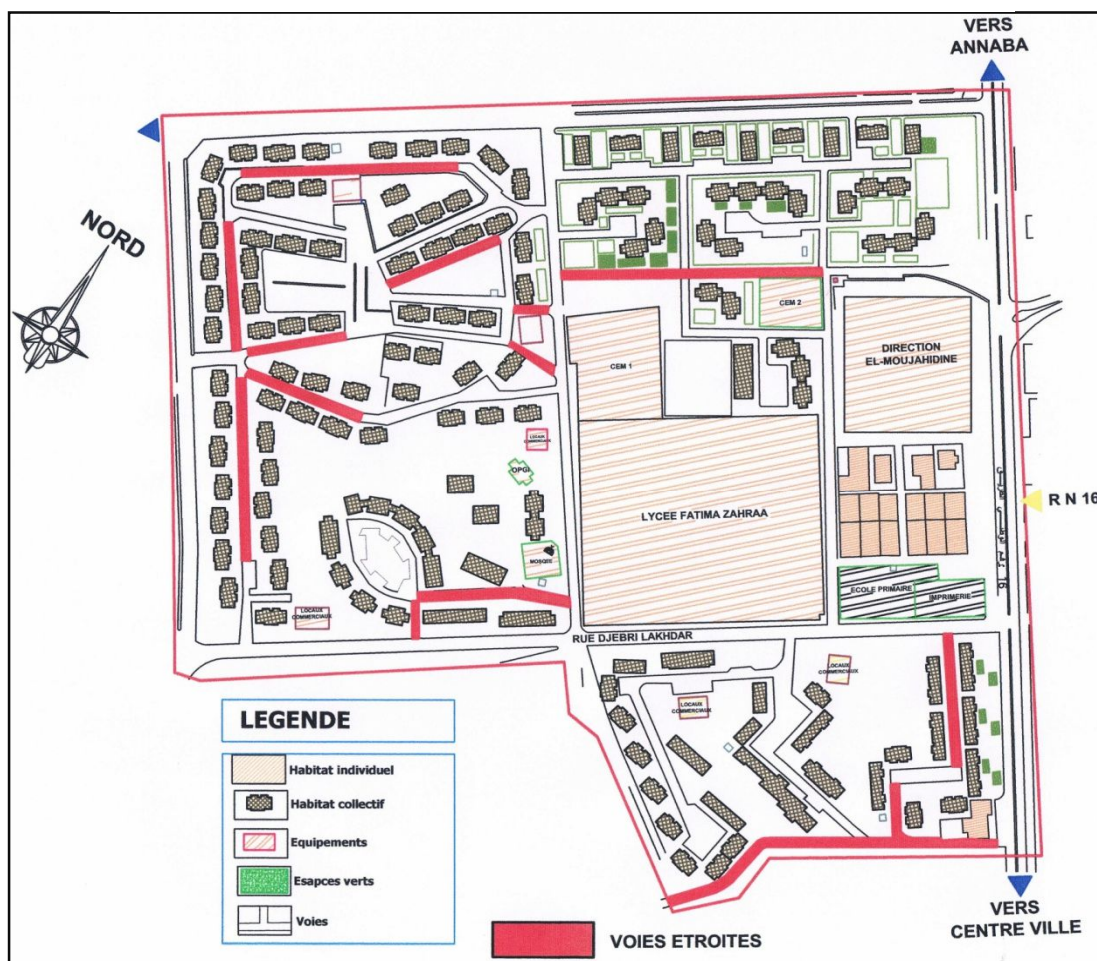 VERS
ANNABA
NORD
CEM 2
DIRECTION
EL-MOUJAHIDINE
CEM 1
LOCAUX
COMMERCIAUX
OPGI
LYCEE FATIMA ZAHRAA
R N 16
MOSQEE
ECOLE PRIMAIRE
IMPRIMERIE
LOCAUX
COMMERCIAUX
RUE DJEBRI LAKHDAR
LOCAUX
COMMERCIAUX
LOCAUX
COMMERCIAUX
LEGENDE
Habitat individuel
Habitat collectif
Equipements
Esapces verts
Voies
VOIES ETROITES
VERS
CENTRE VILLE